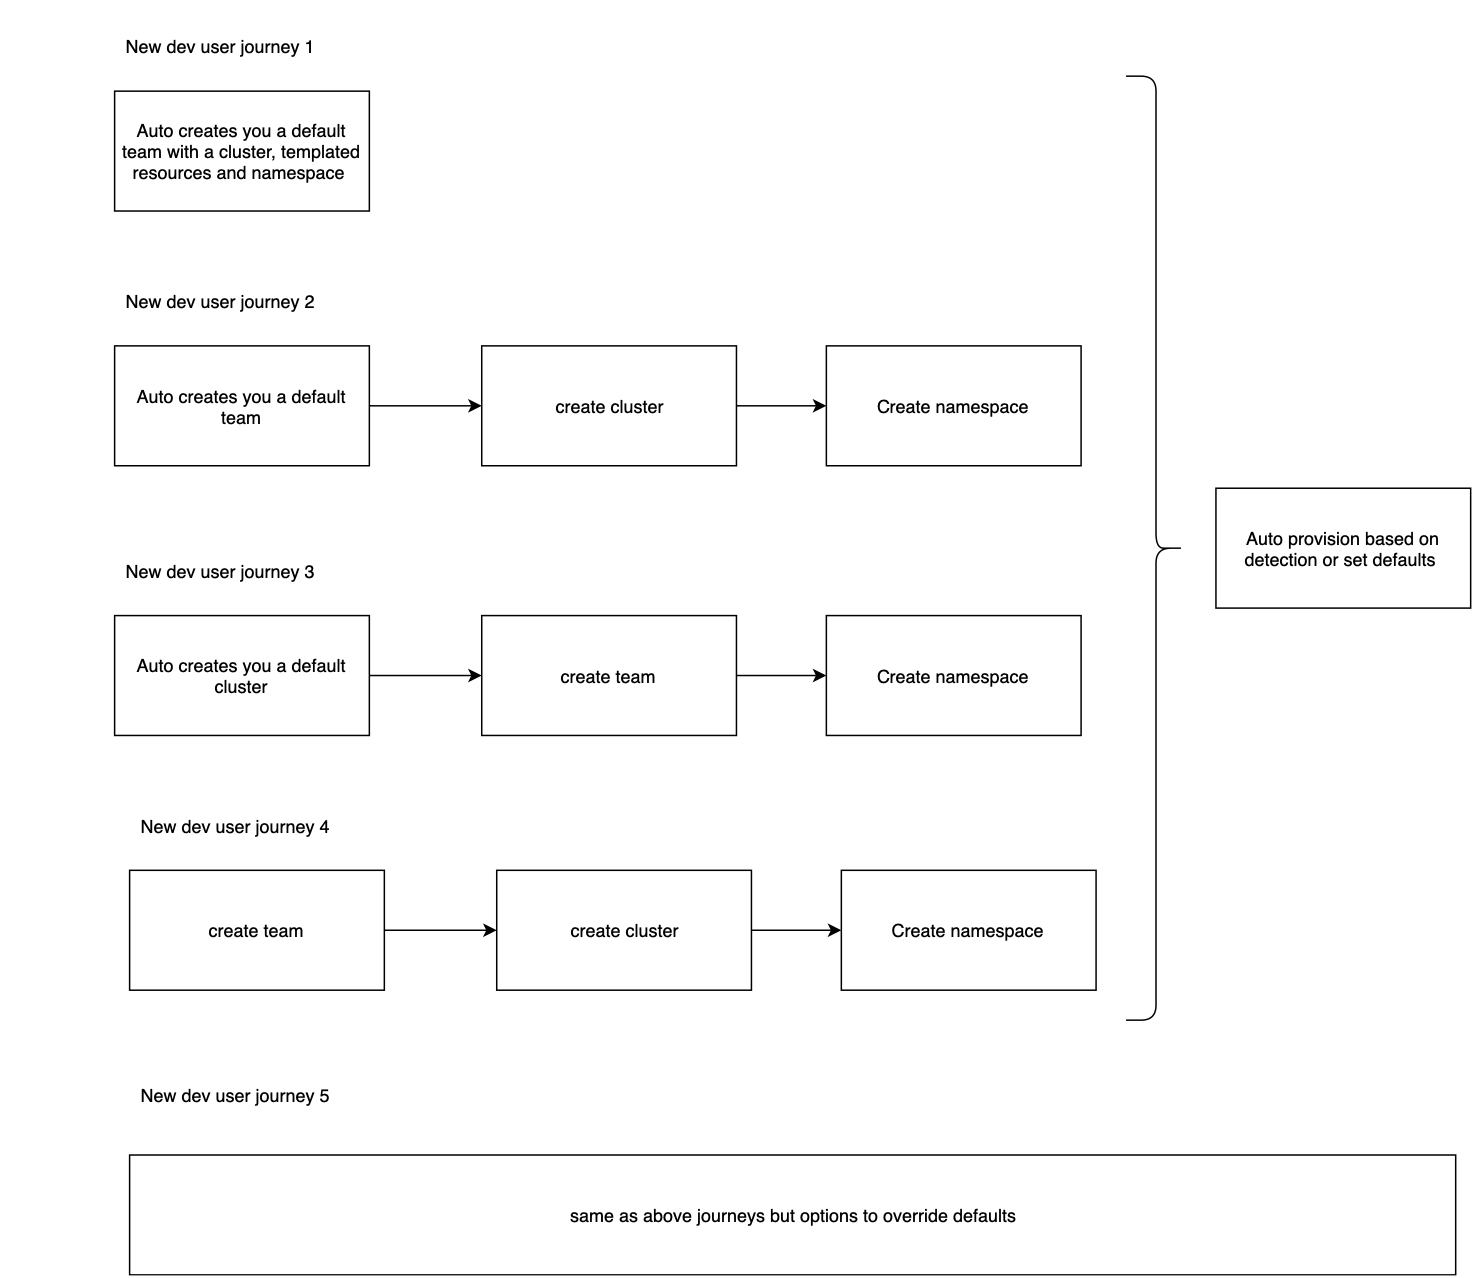 New dev user journey 1
Auto creates you a default
team with a cluster, templated
resources and namespace
New dev user journey 2
Auto creates you a default
team
create cluster
Create namespace
Auto provision based on
detection or set defaults
New dev user journey 3
Auto creates you a default
cluster
create team
Create namespace
New dev user journey 4
create team
create cluster
Create namespace
New dev user journey 5
same as above journeys but options to override defaults